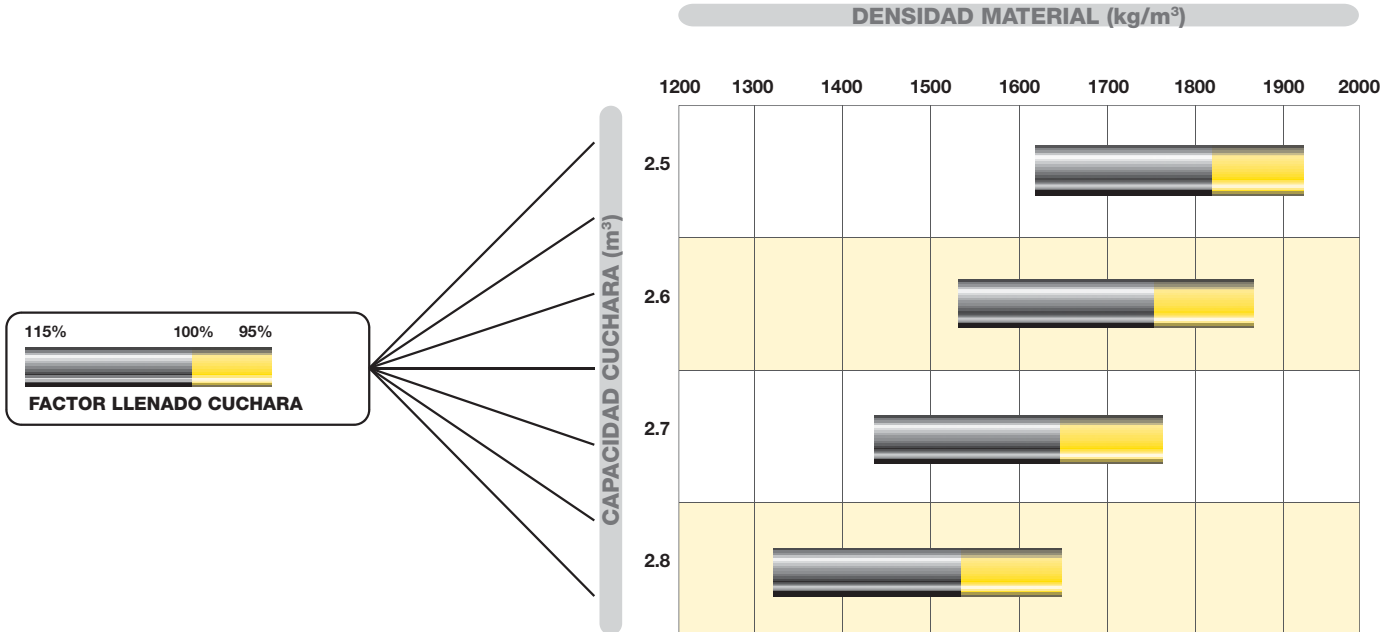 DENSIDAD MATERIAL (kg/m³)
1200 1300 1400 1500 1600 1700 1800 1900 2000
CAPACIDAD CUCHARA (m³)
2.5
2.6
2.7
2.8
115% 100% 95%
FACTOR LLENADO CUCHARA